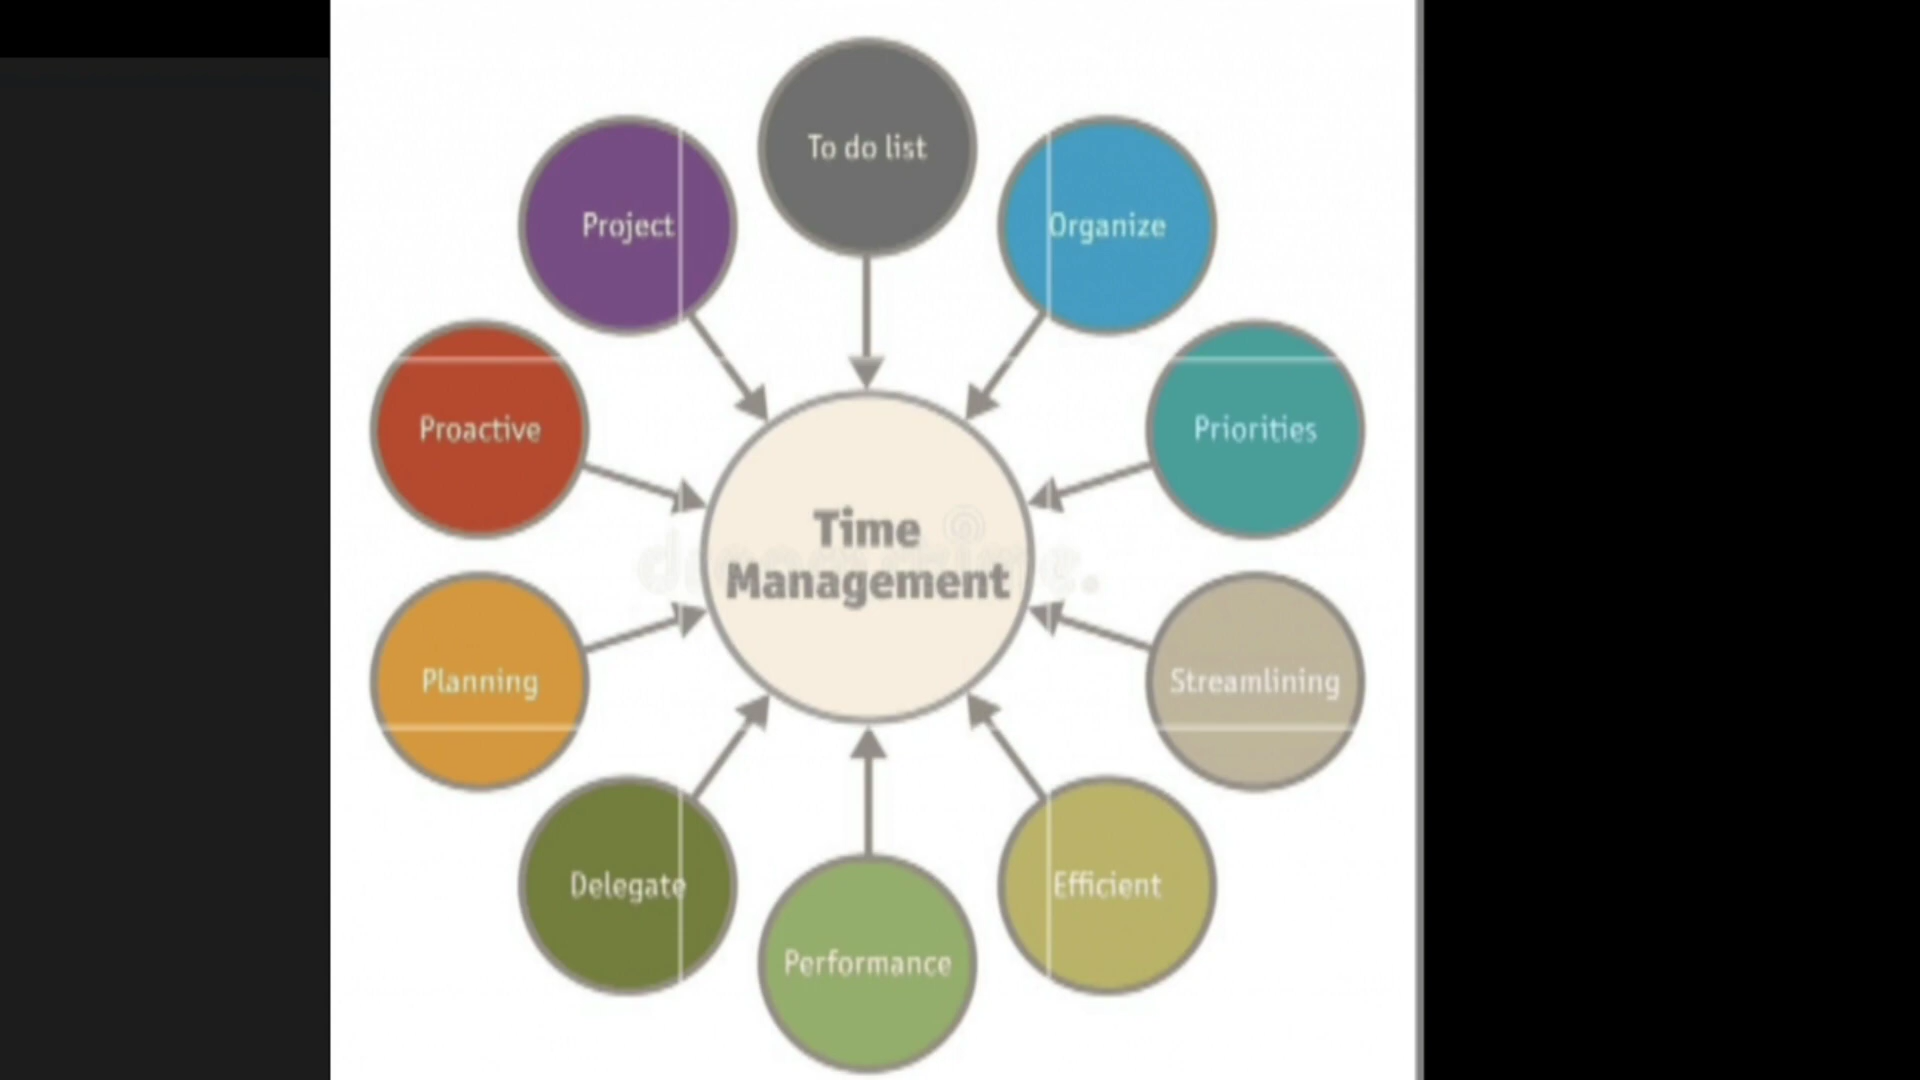 To do list
Project
Organize
Proactive
Priorities
Time
Management
Planning
Streamlining
Delegate
Efficient
Performance